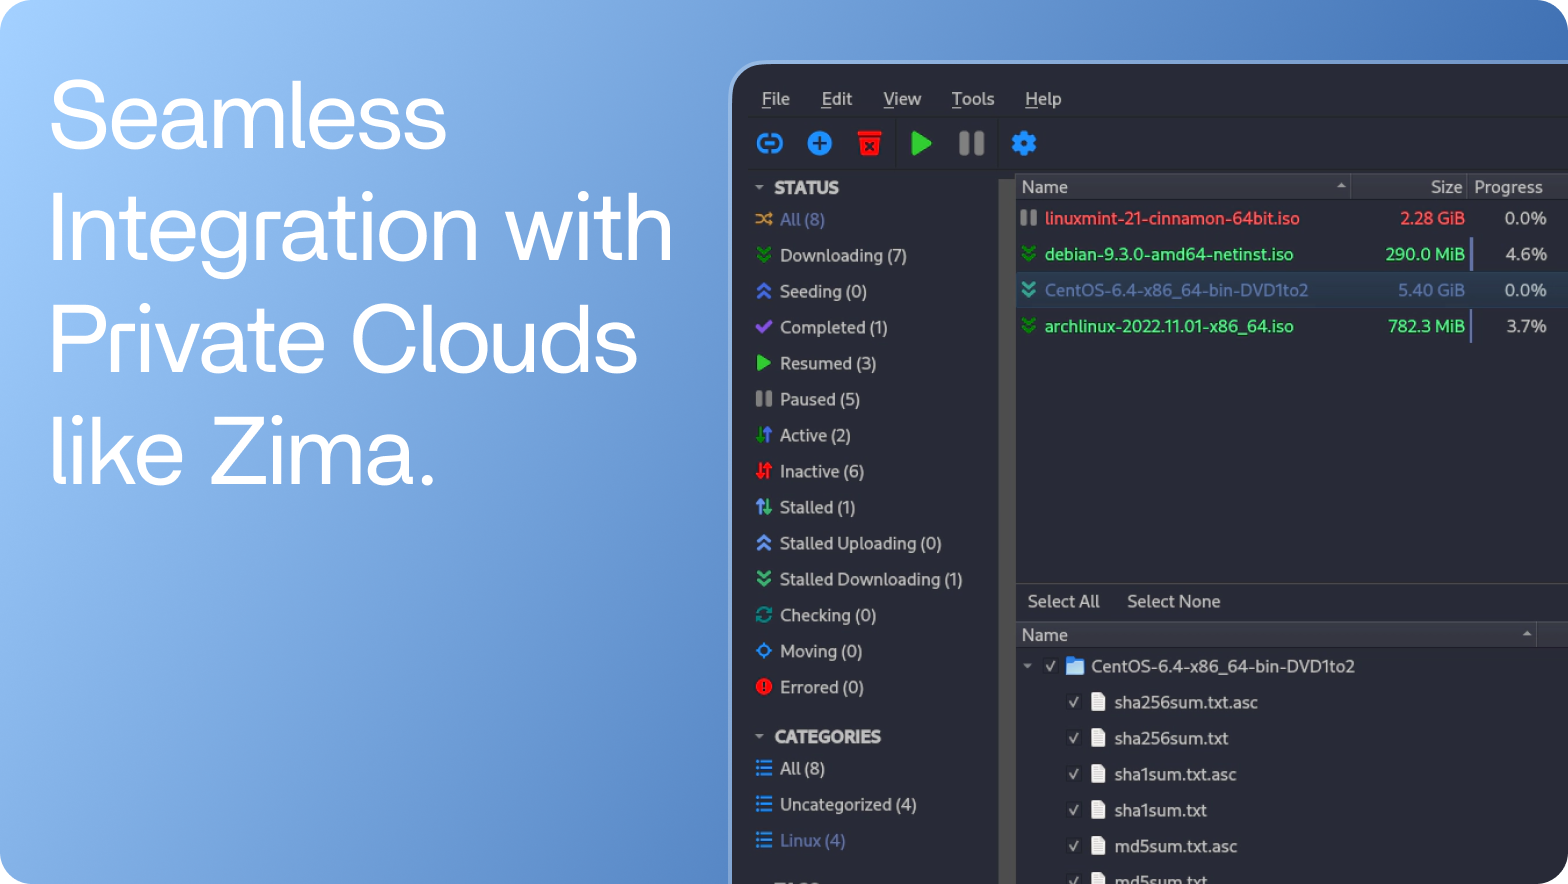 Seamless
Integration with
Private Clouds
like Zima.
File Edit View Tools Help
STATUS
All (8)
Downloading (7)
Seeding (0)
Completed (1)
Resumed (3)
Paused (5)
Active (2)
Inactive (6)
Stalled (1)
Stalled Uploading (0)
Stalled Downloading (1)
Checking (0)
Moving (0)
Errored (0)
CATEGORIES
All (8)
Uncategorized (4)
Linux (4)
Name Size Progress
linuxmint-21-cinnamon-64bit.iso 2.28 GiB 0.0%
debian-9.3.0-amd64-netinst.iso 290.0 MiB 4.6%
CentOS-6.4-x86_64-bin-DVD1to2 5.40 GiB 0.0%
archlinux-2022.11.01-x86_64.iso 782.3 MiB 3.7%
Select All Select None
Name
CentOS-6.4-x86_64-bin-DVD1to2
sha256sum.txt.asc
sha256sum.txt
sha1sum.txt.asc
sha1sum.txt
md5sum.txt.asc
md5sum.txt